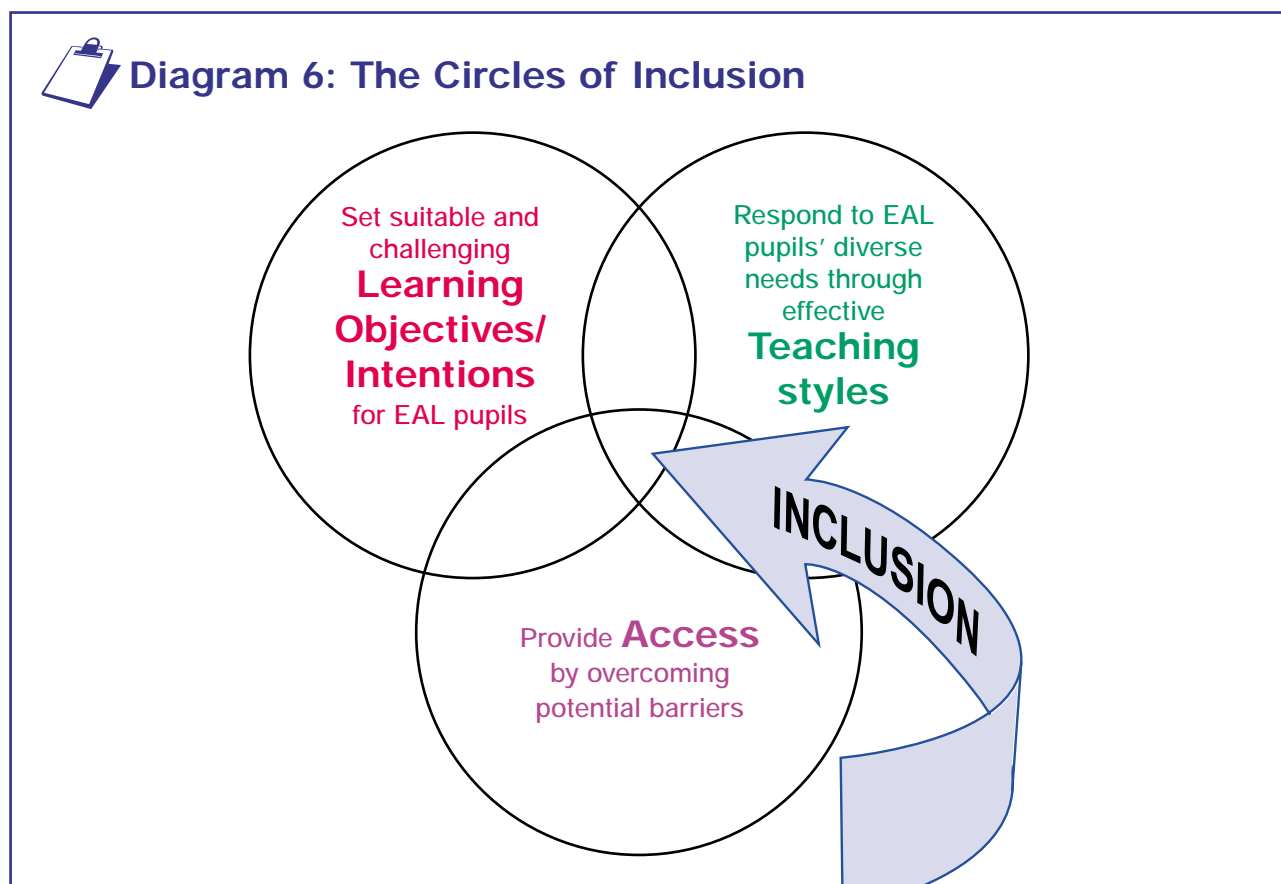 Diagram 6: The Circles of Inclusion
Set suitable and
challenging
Learning
Objectives/
Intentions
for EAL pupils
Respond to EAL
pupils’ diverse
needs through
effective
Teaching
styles
INCLUSION
Provide Access
by overcoming
potential barriers